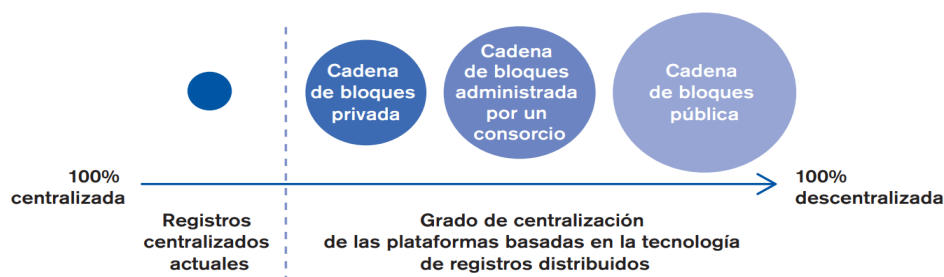 Cadena
de bloques
privada
Cadena
de bloques
administrada
por un
consorcio
Cadena
de bloques
pública
100%
centralizada
100%
descentralizada
Registros
centralizados
actuales
Grado de centralización
de las plataformas basadas en la tecnología
de registros distribuidos